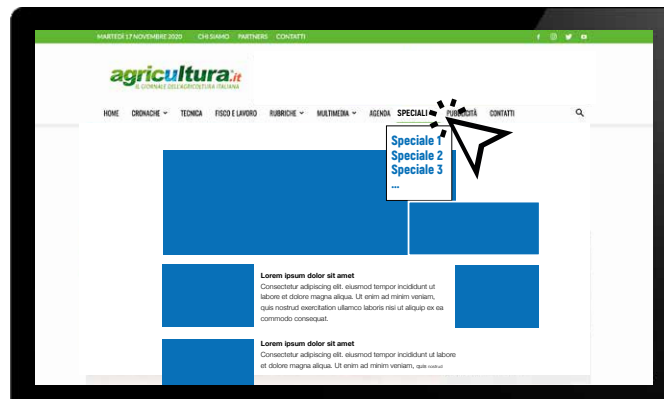 MARTEDÌ 17 NOVEMBRE 2020 CHI SIAMO PARTNERS CONTATTI
agricultura.it
IL GIORNALE DELL'AGRICOLTURA ITALIANA
HOME CRONACHE TECNICA FISCO E LAVORO RUBRICHE MULTIMEDIA AGENDA SPECIALI PUBBLICITÀ CONTATTI
Speciale 1
Speciale 2
Speciale 3
...
Lorem ipsum dolor sit amet
Consectetur adipiscing elit. eiusmod tempor incididunt ut
labore et dolore magna aliqua. Ut enim ad minim veniam,
quis nostrud exercitation ullamco laboris nisi ut aliquip ex ea
commodo consequat.
Lorem ipsum dolor sit amet
Consectetur adipiscing elit. eiusmod tempor incididunt ut labore
et dolore magna aliqua. Ut enim ad minim veniam, quis nostrud